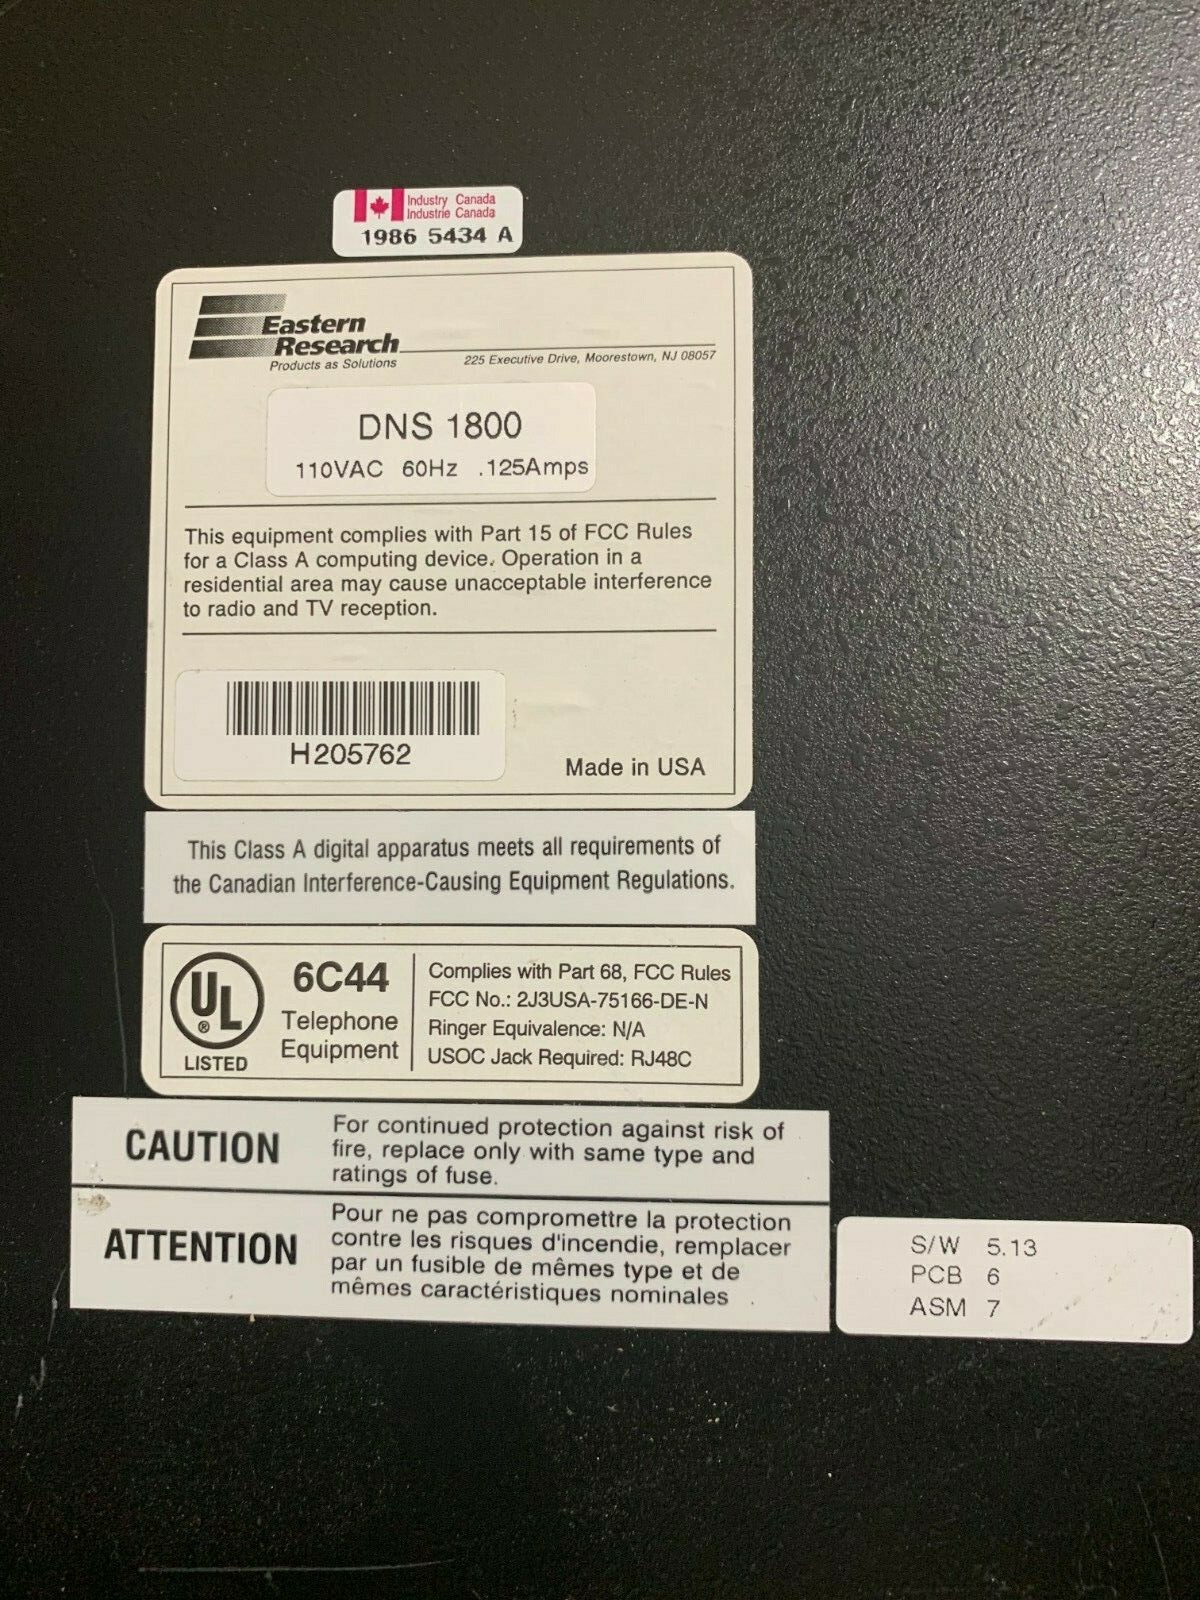 Industry Canada
Industrie Canada
1986 5434 A
Eastern
Research
Products as Solutions
225 Executive Drive, Moorestown, NJ 08057
DNS 1800
110VAC 60Hz .125Amps
This equipment complies with Part 15 of FCC Rules
for a Class A computing device. Operation in a
residential area may cause unacceptable interference
to radio and TV reception.
H205762
Made in USA
This Class A digital apparatus meets all requirements of
the Canadian Interference-Causing Equipment Regulations.
UL
®
LISTED
6C44
Telephone
Equipment
Complies with Part 68, FCC Rules
FCC No.: 2J3USA-75166-DE-N
Ringer Equivalence: N/A
USOC Jack Required: RJ48C
CAUTION
For continued protection against risk of
fire, replace only with same type and
ratings of fuse.
ATTENTION
Pour ne pas compromettre la protection
contre les risques d'incendie, remplacer
par un fusible de mêmes type et de
mêmes caractéristiques nominales
S/W 5.13
PCB 6
ASM 7